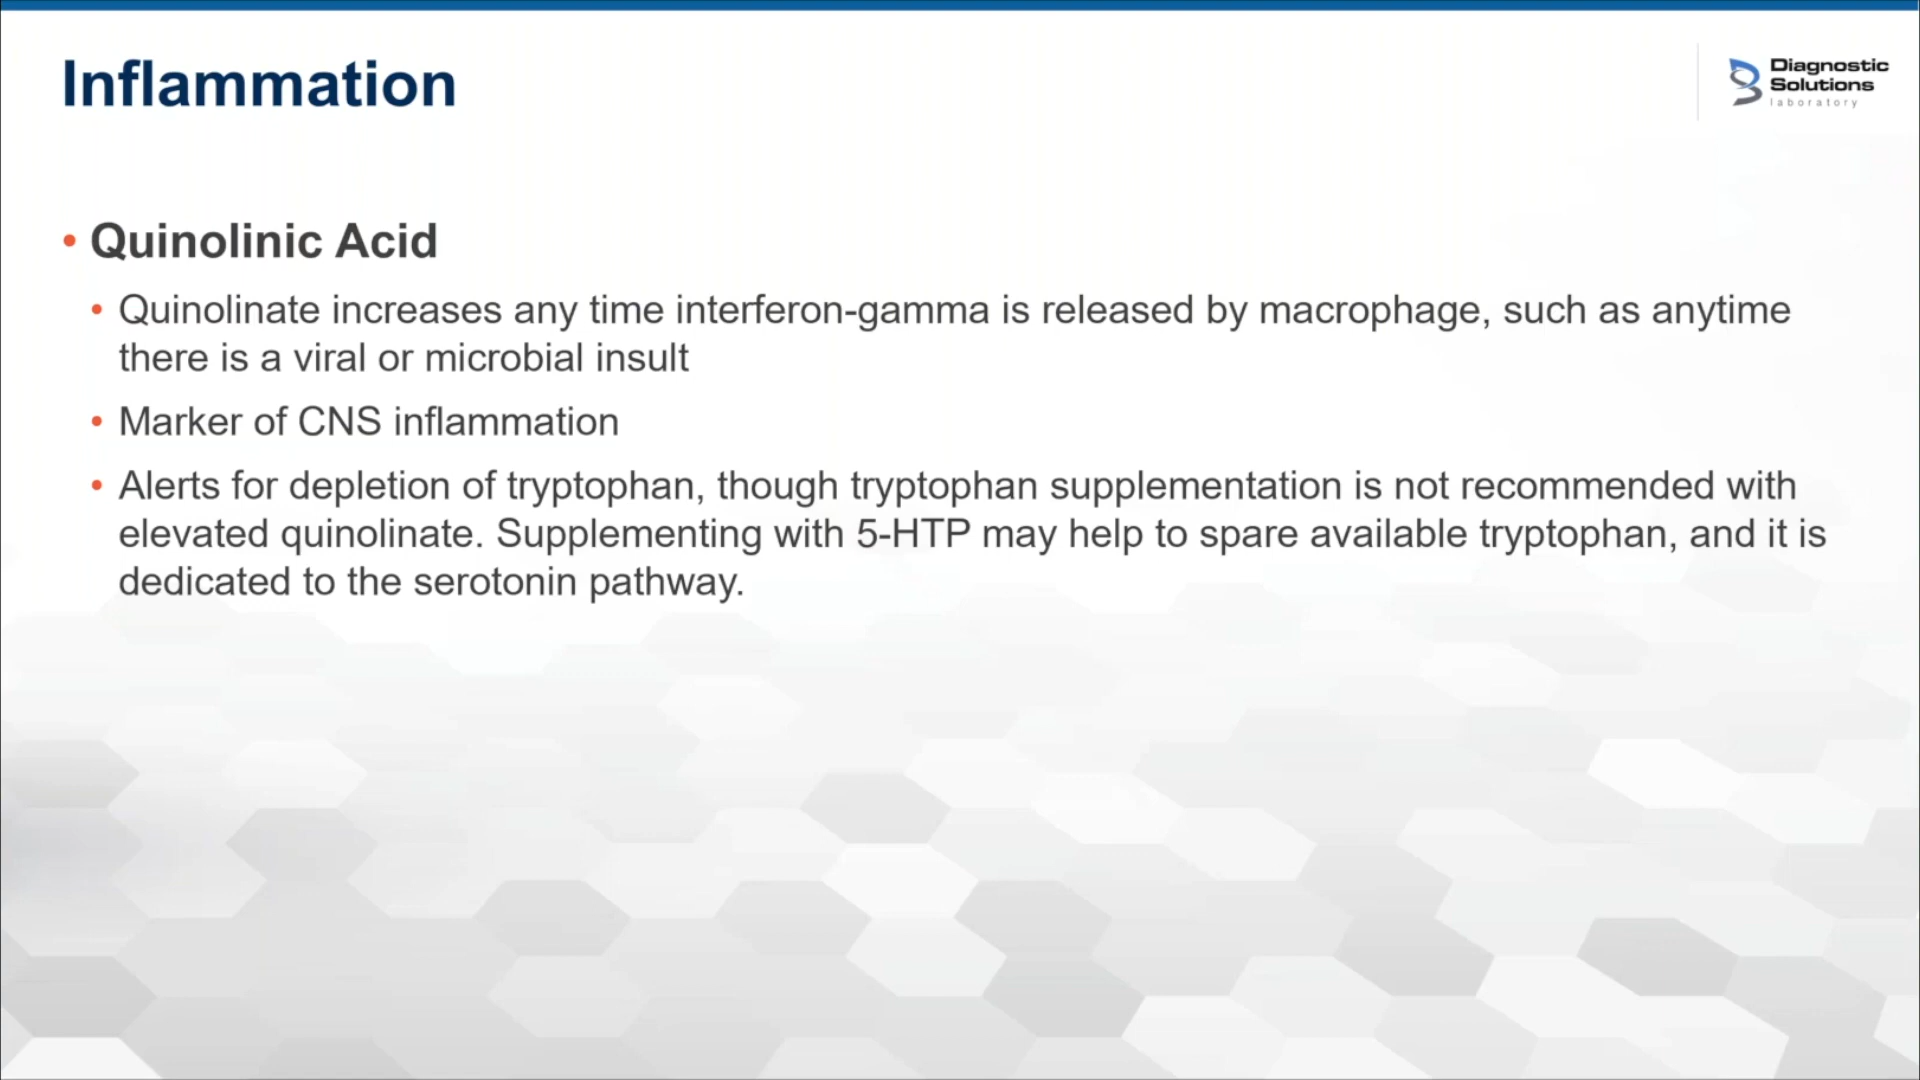 Inflammation
Diagnostic
Solutions
laboratory
• Quinolinic Acid
• Quinolinate increases any time interferon-gamma is released by macrophage, such as anytime
there is a viral or microbial insult
• Marker of CNS inflammation
• Alerts for depletion of tryptophan, though tryptophan supplementation is not recommended with
elevated quinolinate. Supplementing with 5-HTP may help to spare available tryptophan, and it is
dedicated to the serotonin pathway.